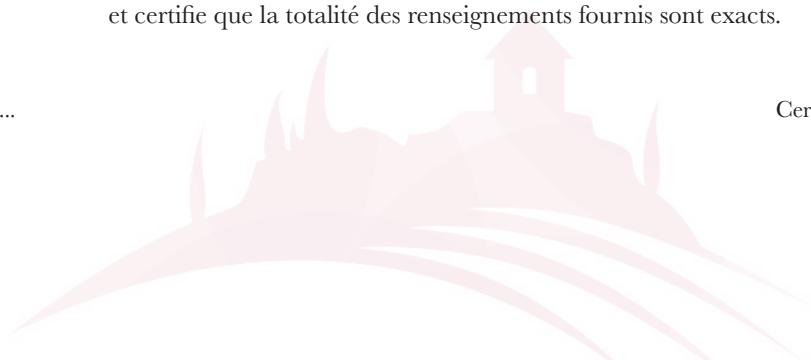 et certifie que la totalité des renseignements fournis sont exacts.
... Cer